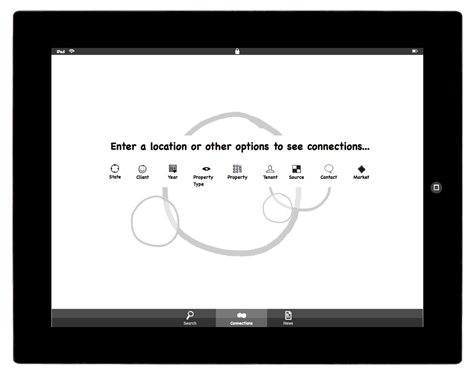 iPad
Enter a location or other options to see connections...
State Client Year Property Type Property Tenant Source Contact Market
Search Connections News